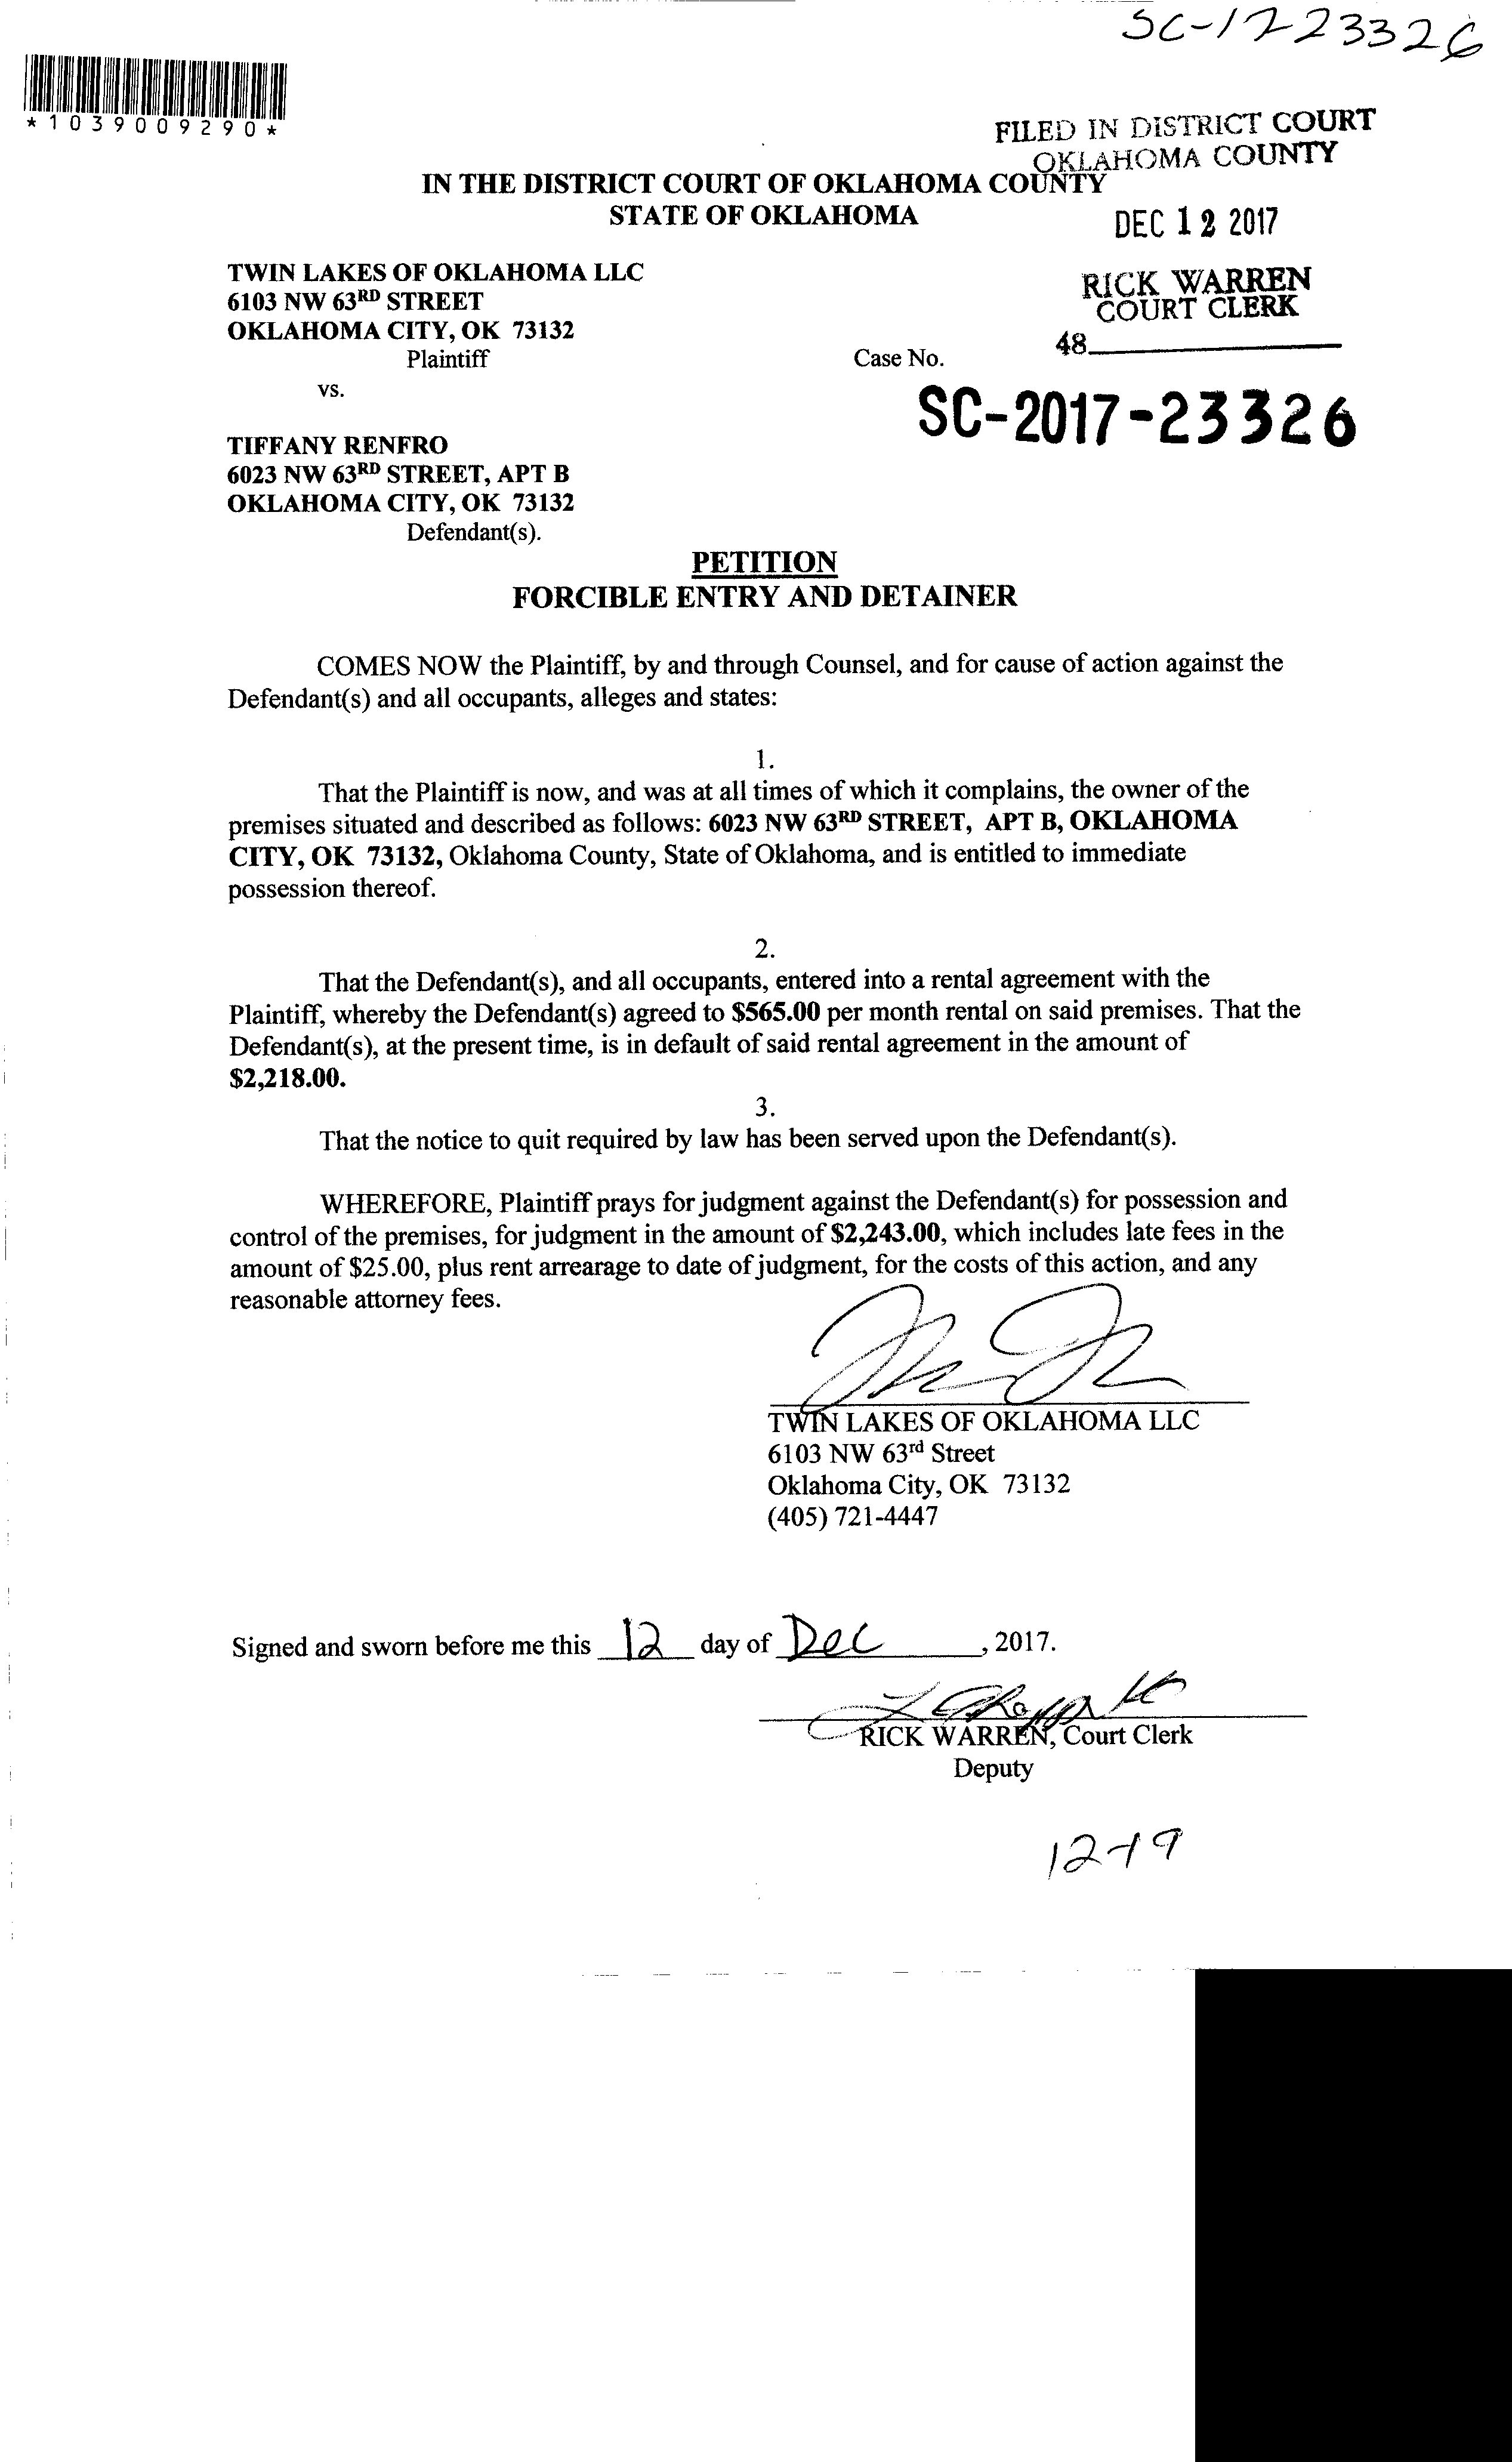 SC-1723326
*1039009290*
FILED IN DISTRICT COURT
OKLAHOMA COUNTY
IN THE DISTRICT COURT OF OKLAHOMA COUNTY
STATE OF OKLAHOMA
DEC 12 2017
TWIN LAKES OF OKLAHOMA LLC
6103 NW 63RD STREET
OKLAHOMA CITY, OK 73132
Plaintiff
RICK WARREN
COURT CLERK
48
Case No.
vs.
SC-2017-23326
TIFFANY RENFRO
6023 NW 63RD STREET, APT B
OKLAHOMA CITY, OK 73132
Defendant(s).
PETITION
FORCIBLE ENTRY AND DETAINER
COMES NOW the Plaintiff, by and through Counsel, and for cause of action against the
Defendant(s) and all occupants, alleges and states:
1.
That the Plaintiff is now, and was at all times of which it complains, the owner of the
premises situated and described as follows: 6023 NW 63RD STREET, APT B, OKLAHOMA
CITY, OK 73132, Oklahoma County, State of Oklahoma, and is entitled to immediate
possession thereof.
2.
That the Defendant(s), and all occupants, entered into a rental agreement with the
Plaintiff, whereby the Defendant(s) agreed to $565.00 per month rental on said premises. That the
Defendant(s), at the present time, is in default of said rental agreement in the amount of
$2,218.00.
3.
That the notice to quit required by law has been served upon the Defendant(s).
WHEREFORE, Plaintiff prays for judgment against the Defendant(s) for possession and
control of the premises, for judgment in the amount of $2,243.00, which includes late fees in the
amount of $25.00, plus rent arrearage to date of judgment, for the costs of this action, and any
reasonable attorney fees.
TWIN LAKES OF OKLAHOMA LLC
6103 NW 63rd Street
Oklahoma City, OK 73132
(405) 721-4447
Signed and sworn before me this 12 day of Dec, 2017.
RICK WARREN, Court Clerk
Deputy
12-19